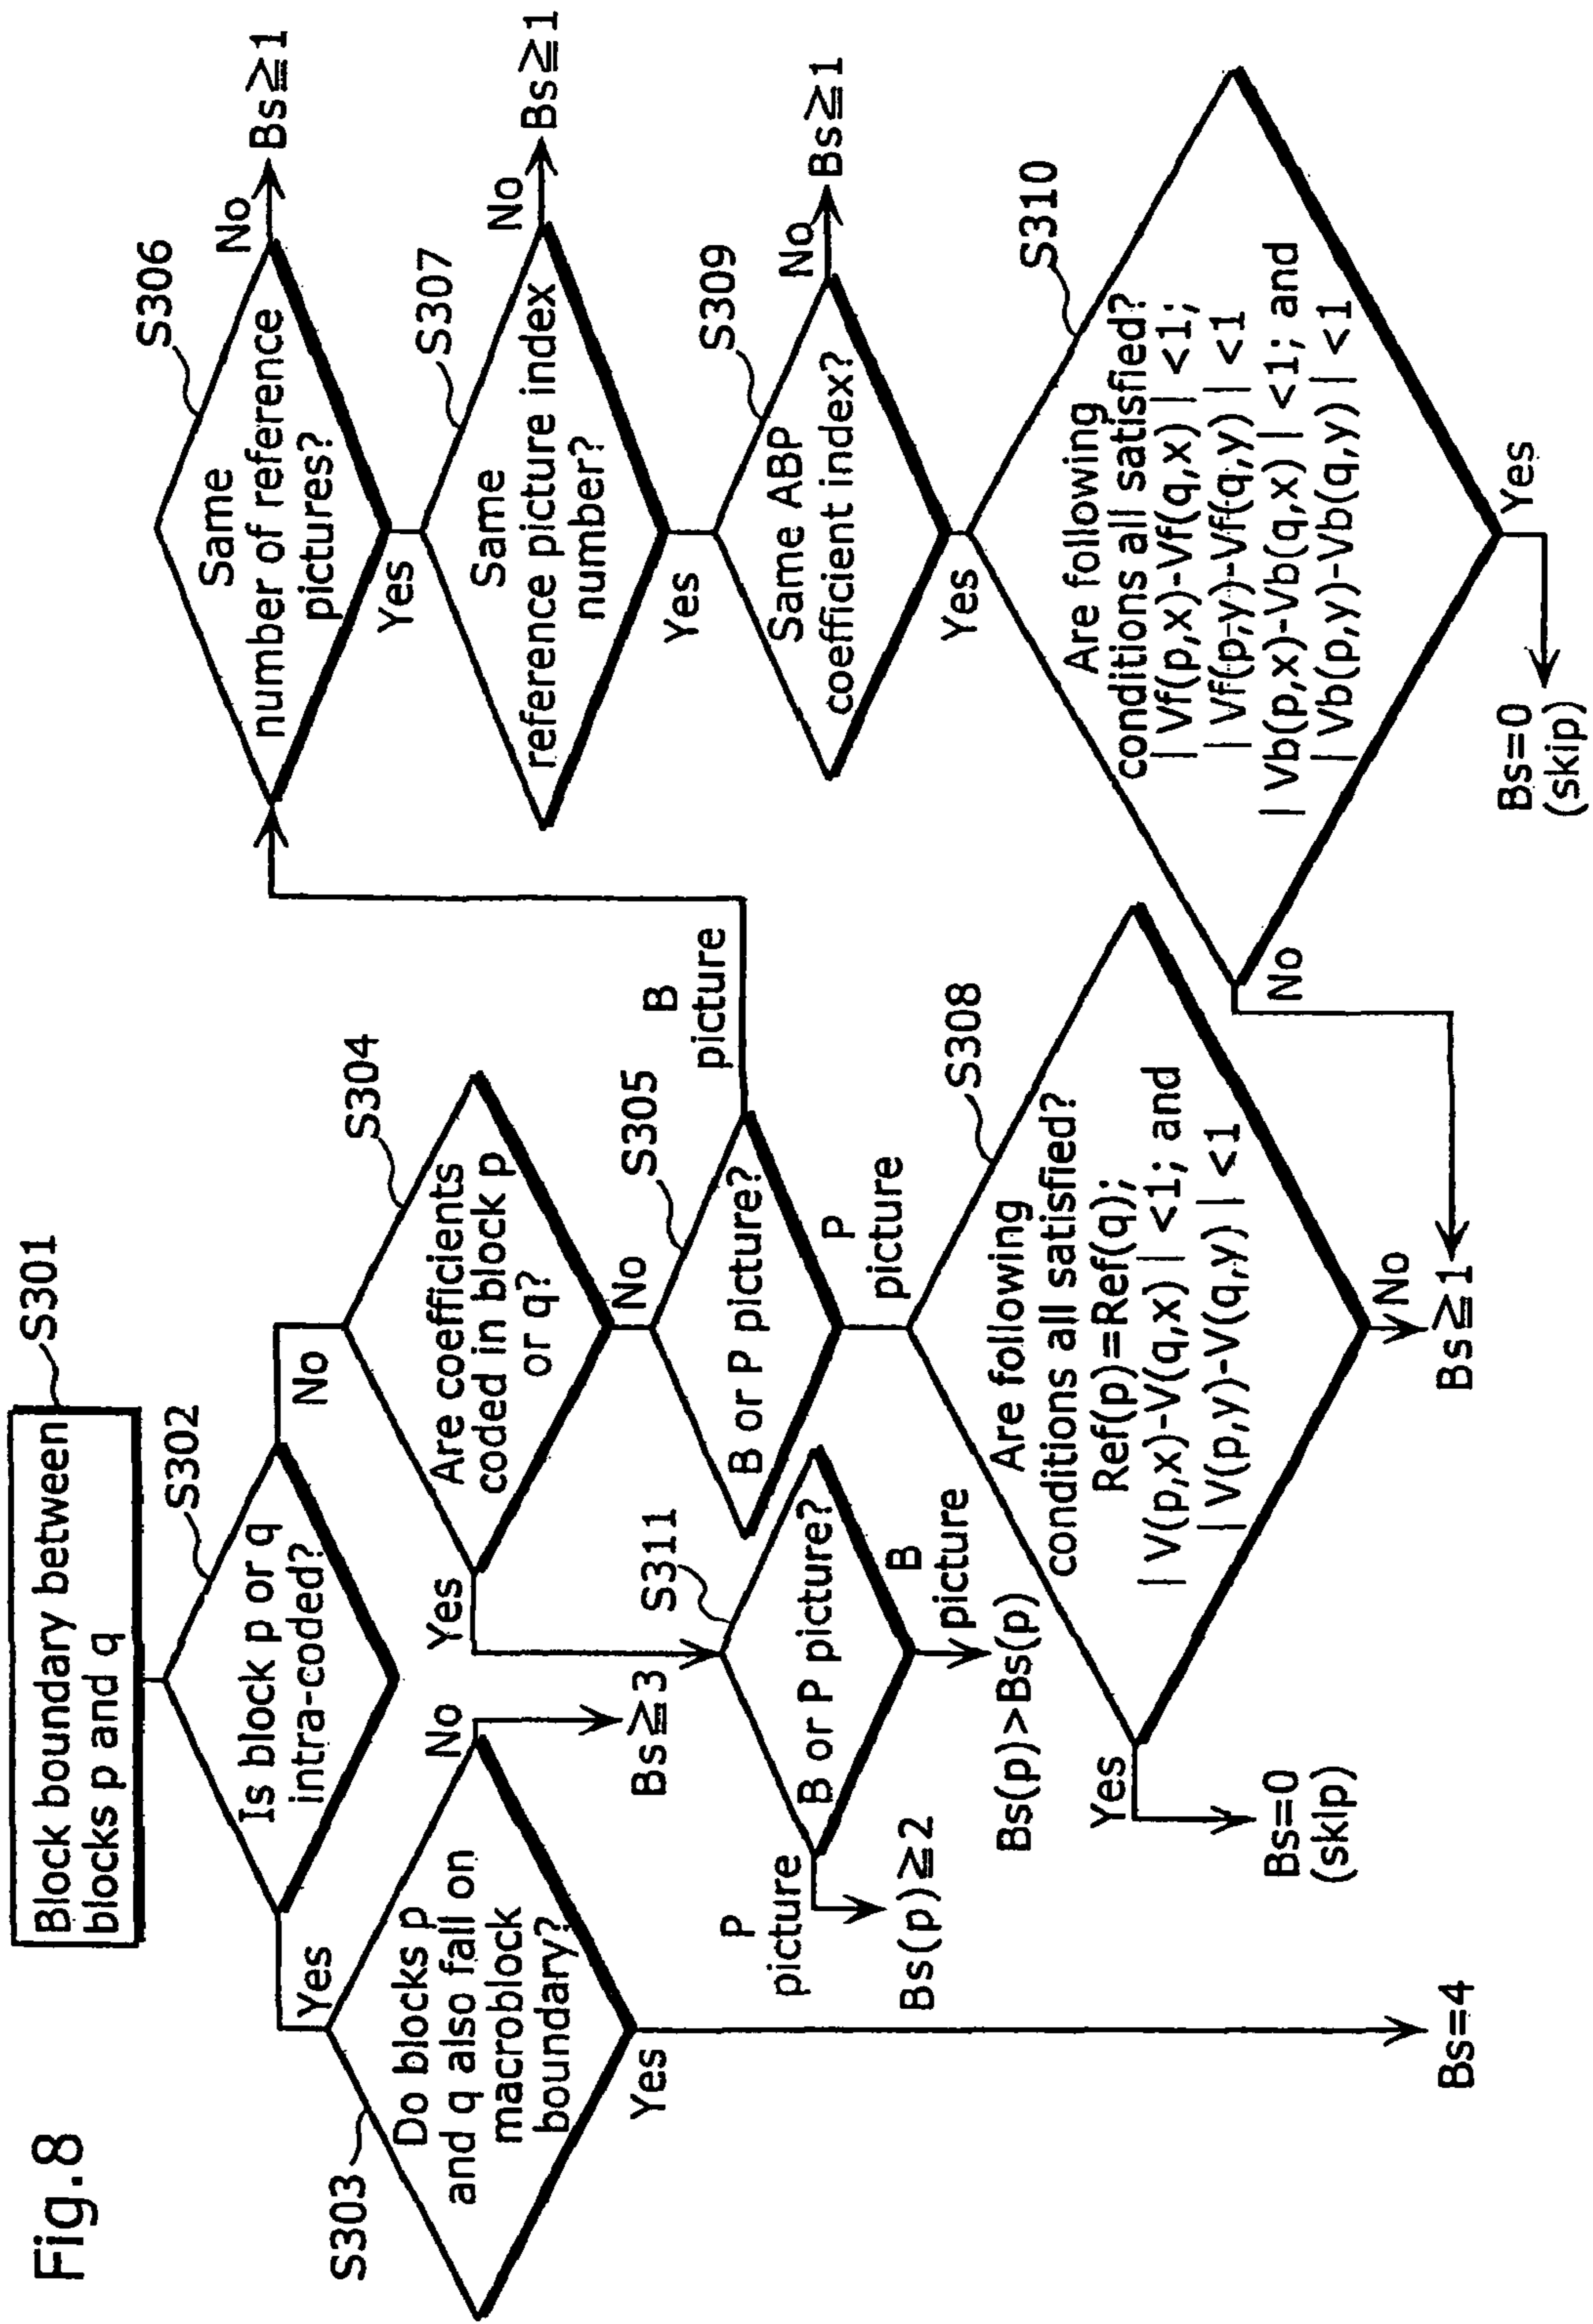 Fig.8
Block boundary between
blocks p and q
S301
S302
Is block p or q
intra-coded?
Yes
No
S303
Do blocks p
and q also fall on
macroblock
boundary?
No
Bs≧3
Yes
Bs=4
S304
Are coefficients
coded in block p
or q?
Yes
No
S311
B or P picture?
P
picture
Bs(p)≧2
B
picture
Bs(p)>Bs(p)
S305
B or P picture?
B
picture
P
picture
S308
Are following
conditions all satisfied?
Ref(p)=Ref(q);
|V(p,x)-V(q,x)|<1; and
|V(p,y)-V(q,y)|<1
Yes
Bs=0
(skip)
No
Bs≧1
S306
Same
number of reference
pictures?
No
Bs≧1
Yes
S307
Same
reference picture index
number?
No
Bs≧1
Yes
S309
Same ABP
coefficient index?
No
Bs≧1
Yes
S310
Are following
conditions all satisfied?
|Vf(p,x)-Vf(q,x)|<1;
|Vf(p,y)-Vf(q,y)|<1
|Vb(p,x)-Vb(q,x)|<1; and
|Vb(p,y)-Vb(q,y)|<1
No
Yes
Bs=0
(skip)